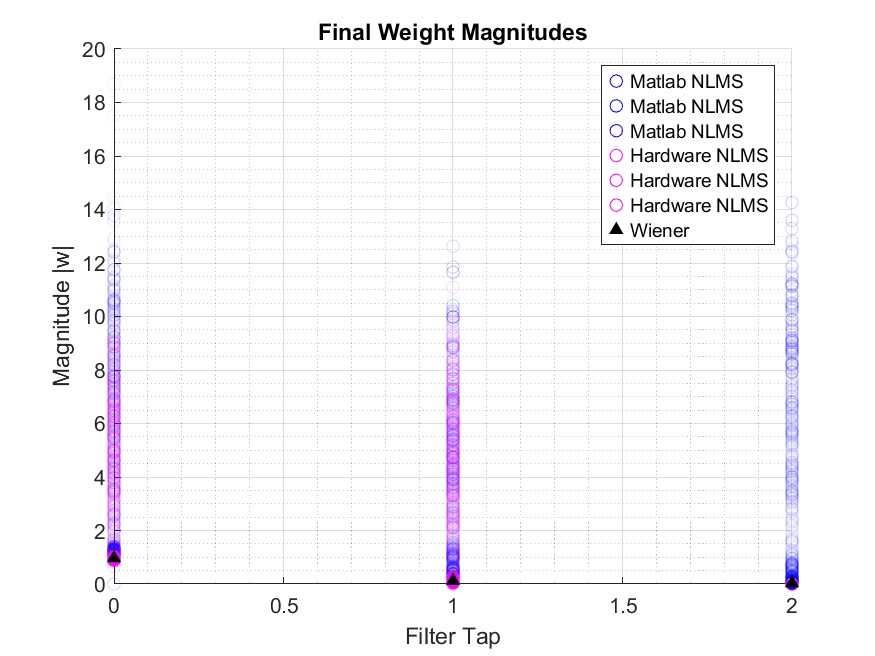 Final Weight Magnitudes
20
18
16
14
12
10
8
6
4
2
0
Magnitude |w|
Matlab NLMS
Matlab NLMS
Matlab NLMS
Hardware NLMS
Hardware NLMS
Hardware NLMS
Wiener
0 0.5 1 1.5 2
Filter Tap